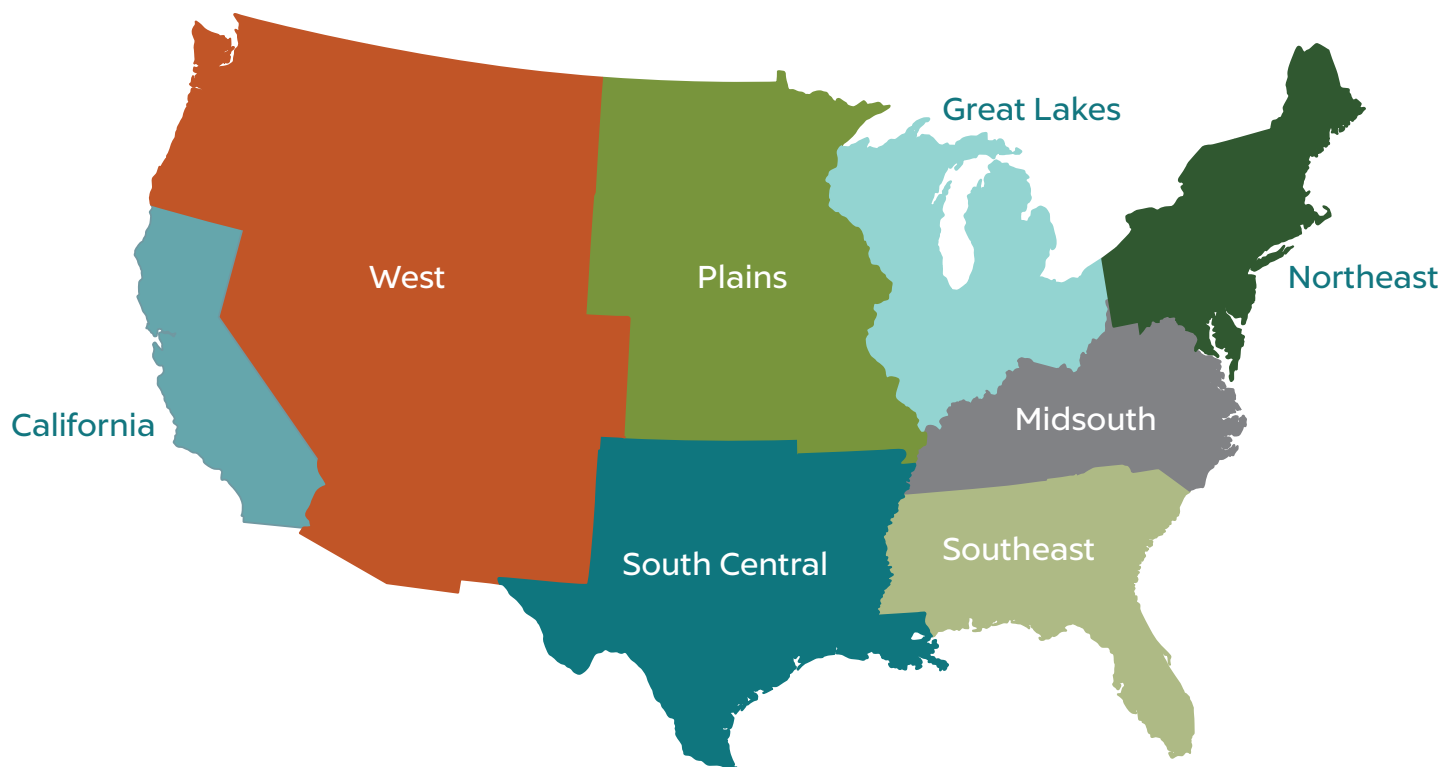 Great Lakes
West
Plains
Northeast
California
Midsouth
Southeast
South Central